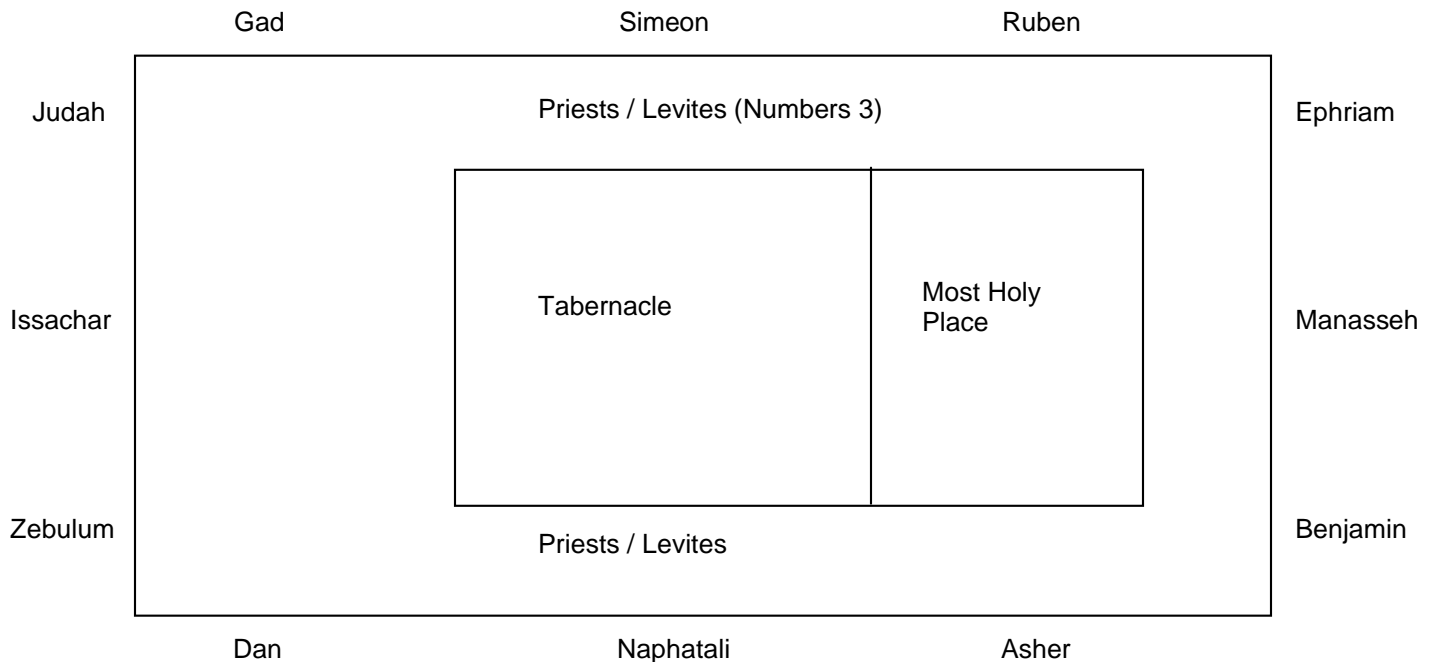 Gad Simeon Ruben
Judah Priests / Levites (Numbers 3) Ephriam
Tabernacle Most Holy
Place
Issachar Manasseh
Zebulum Priests / Levites Benjamin
Dan Naphatali Asher